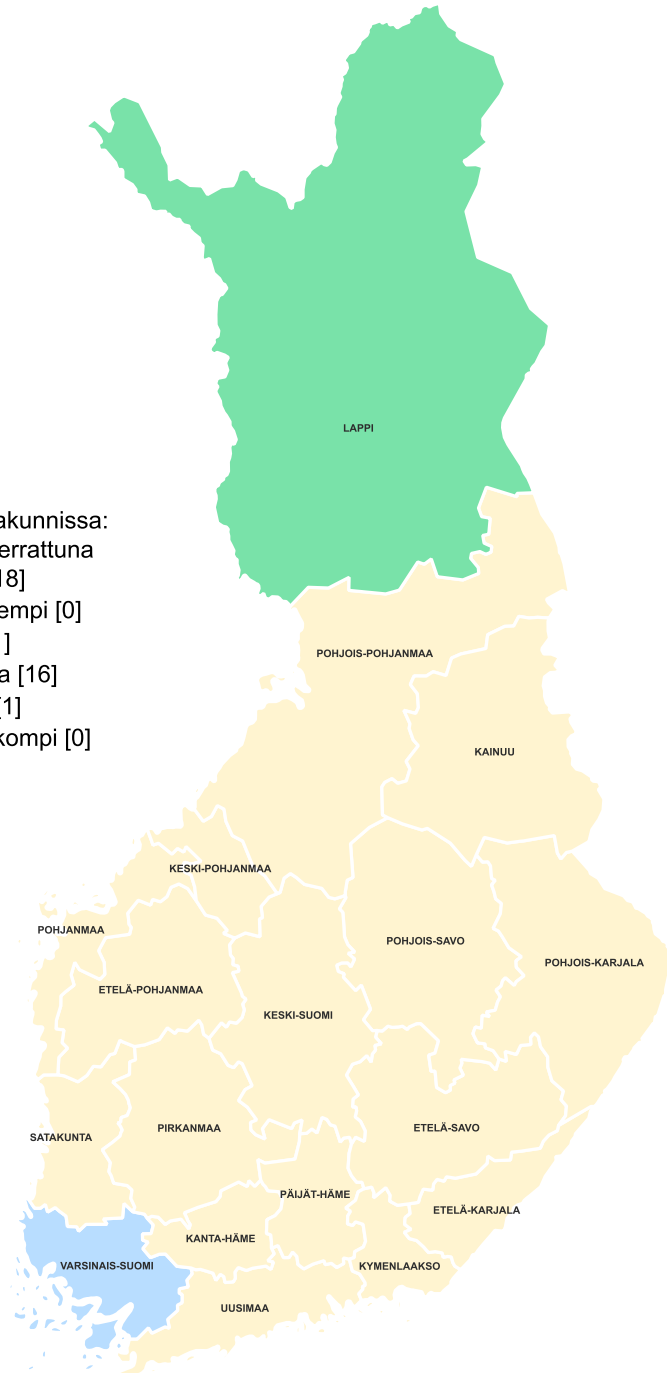 LAPPI
akunnissa:
errattuna
18]
empi [0]
]
a [16]
[1]
kompi [0]
POHJOIS-POHJANMAA
KAINUU
KESKI-POHJANMAA
POHJANMAA
POHJOIS-SAVO
POHJOIS-KARJALA
ETELÄ-POHJANMAA
KESKI-SUOMI
SATAKUNTA
PIRKANMAA
ETELÄ-SAVO
PÄIJÄT-HÄME
ETELÄ-KARJALA
KANTA-HÄME
VARSINAIS-SUOMI
KYMENLAAKSO
UUSIMAA